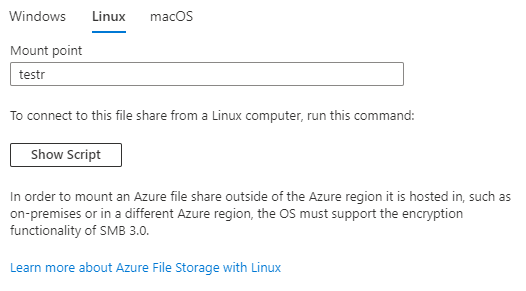 Windows Linux macOS
Mount point
testr
To connect to this file share from a Linux computer, run this command:
Show Script
In order to mount an Azure file share outside of the Azure region it is hosted in, such as
on-premises or in a different Azure region, the OS must support the encryption
functionality of SMB 3.0.
Learn more about Azure File Storage with Linux